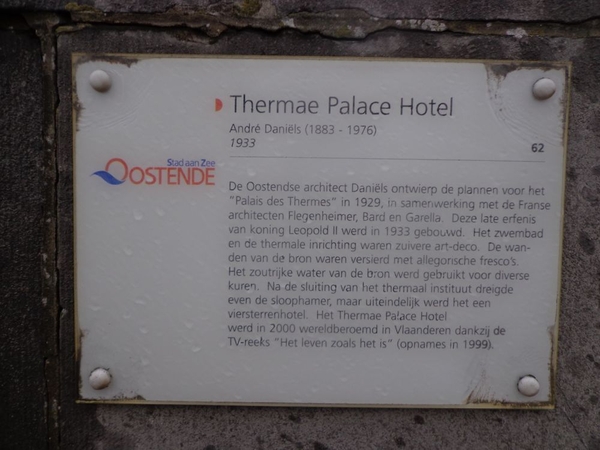 Thermae Palace Hotel
André Daniëls (1883 - 1976)
1933
62
Stad aan Zee
OOSTENDE
De Oostendse architect Daniëls ontwierp de plannen voor het
"Palais des Thermes" in 1929, in samenwerking met de Franse
architecten Flegenheimer, Bard en Garella. Deze late erfenis
van koning Leopold II werd in 1933 gebouwd. Het zwembad
en de thermale inrichting waren zuivere art-deco. De wan-
den van de bron waren versierd met allegorische fresco's.
Het zoutrijke water van de bron werd gebruikt voor diverse
kuren. Na de sluiting van het thermaal instituut dreigde
even de sloophamer, maar uiteindelijk werd het een
viersterrenhotel. Het Thermae Palace Hotel
werd in 2000 wereldberoemd in Vlaanderen dankzij de
TV-reeks "Het leven zoals het is" (opnames in 1999).